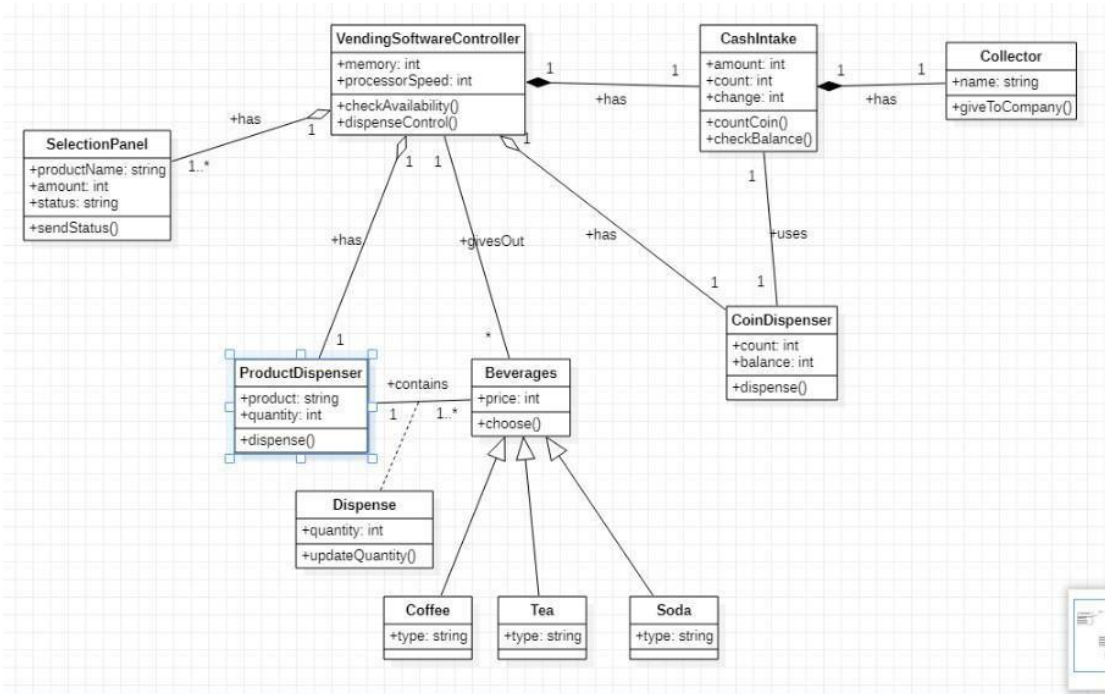 VendingSoftwareController
+memory: int
+processorSpeed: int
+checkAvailability()
+dispenseControl()
CashIntake
+amount: int
+count: int
+change: int
+countCoin()
+checkBalance()
Collector
+name: string
+giveToCompany()
1
1
+has
1
1
+has
SelectionPanel
+productName: string
+amount: int
+status: string
+sendStatus()
+has
1
1..*
1
1
1
1
+has
+givesOut
+has
+uses
1
*
1
1
CoinDispenser
+count: int
+balance: int
+dispense()
ProductDispenser
+product: string
+quantity: int
+dispense()
+contains
1
1..*
Beverages
+price: int
+choose()
Dispense
+quantity: int
+updateQuantity()
Coffee
+type: string
Tea
+type: string
Soda
+type: string